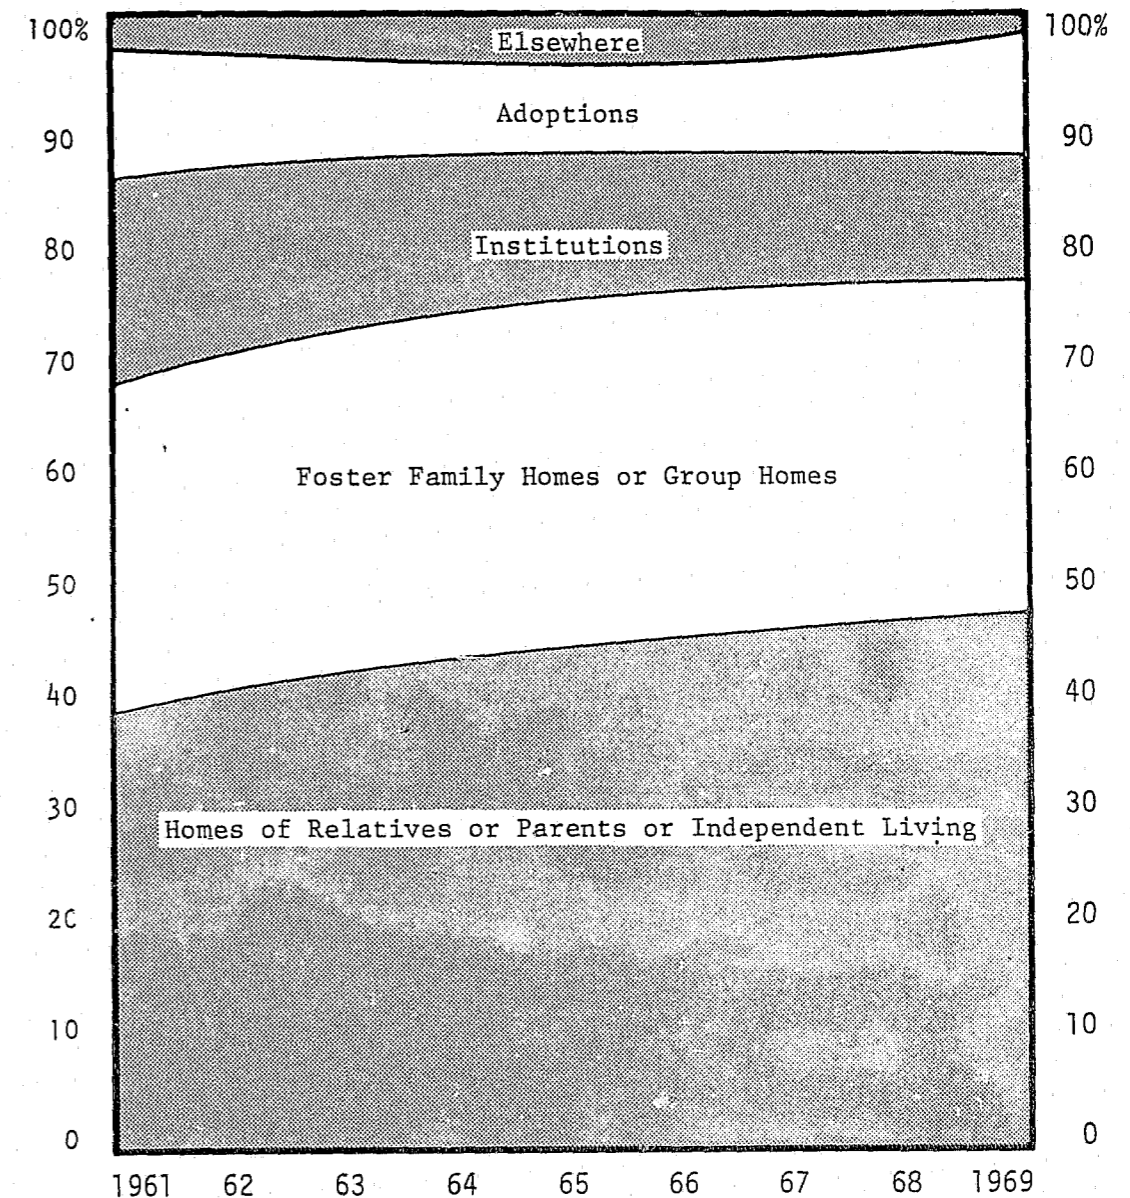 100% 100%
Elsewhere
Adoptions
90 90
Institutions
80 80
70 70
60 60
Foster Family Homes or Group Homes
50 50
40 40
30 30
Homes of Relatives or Parents or Independent Living
20 20
10 10
0 0
1961 62 63 64 65 66 67 68 1969